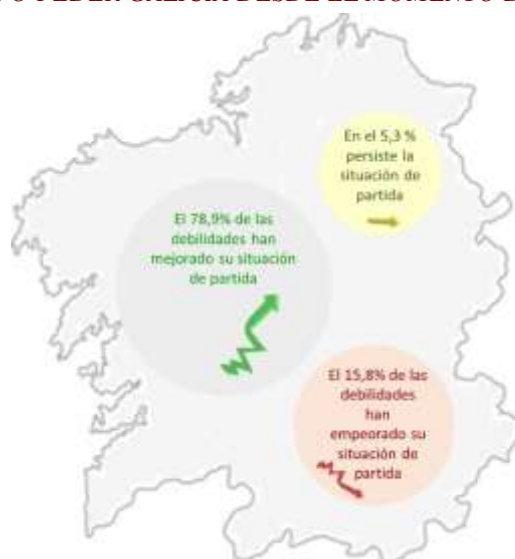 FEDER GALICIA DESDE EL MOMENTO
En el 5,3 %
persiste la
situación de
partida
El 78,9% de las
debilidades han
mejorado su situación
de partida
El 15,8% de las
debilidades
han
empeorado su
situación de
partida